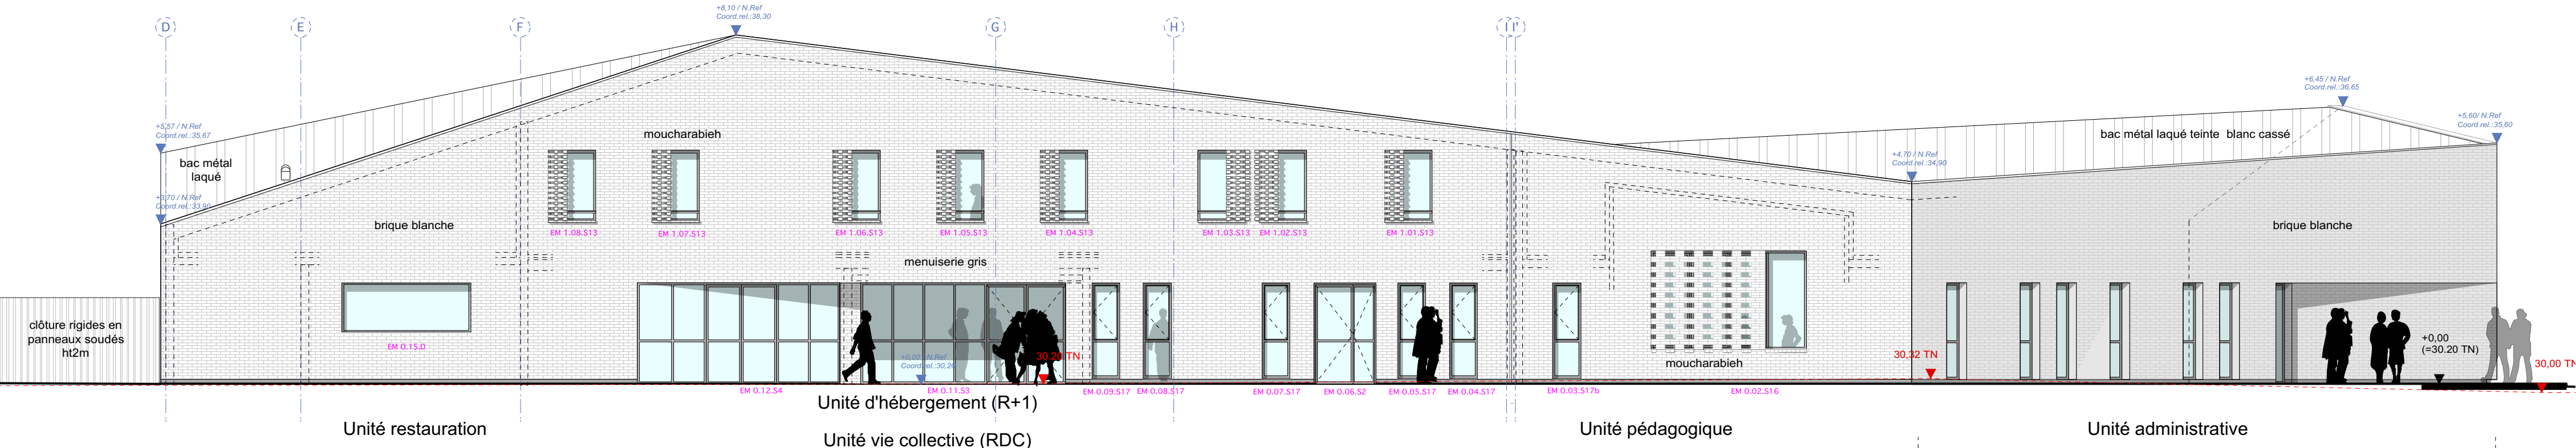 +8,10 / N.Ref
Coord.rel.:38,30
D
E
F
G
H
I
I'
+6,45 / N.Ref
Coord.rel.:36,65
+5,57 / N.Ref
Coord.rel.:35,67
+5,60/ N.Ref
Coord.rel.:35,60
moucharabieh
bac métal laqué teinte  blanc cassé
bac métal
laqué
+4,70 / N.Ref
Coord.rel.:34,90
+3,70 / N.Ref
Coord.rel.:33,90
brique blanche
brique blanche
EM 1.08.S13
EM 1.07.S13
EM 1.06.S13
EM 1.05.S13
EM 1.04.S13
EM 1.03.S13
EM 1.02.S13
EM 1.01.S13
menuiserie gris
clôture rigides en
panneaux soudés
ht2m
EM 0.15.0
+0,00 / N.Ref
Coord.rel.:30,20
30.20 TN
30,32 TN
+0,00
(=30.20 TN)
30,00 TN
moucharabieh
EM 0.12.S4
EM 0.11.S3
EM 0.09.S17
EM 0.08.S17
EM 0.07.S17
EM 0.06.S2
EM 0.05.S17
EM 0.04.S17
EM 0.03.S17b
EM 0.02.S16
Unité d'hébergement (R+1)
Unité restauration
Unité vie collective (RDC)
Unité pédagogique
Unité administrative